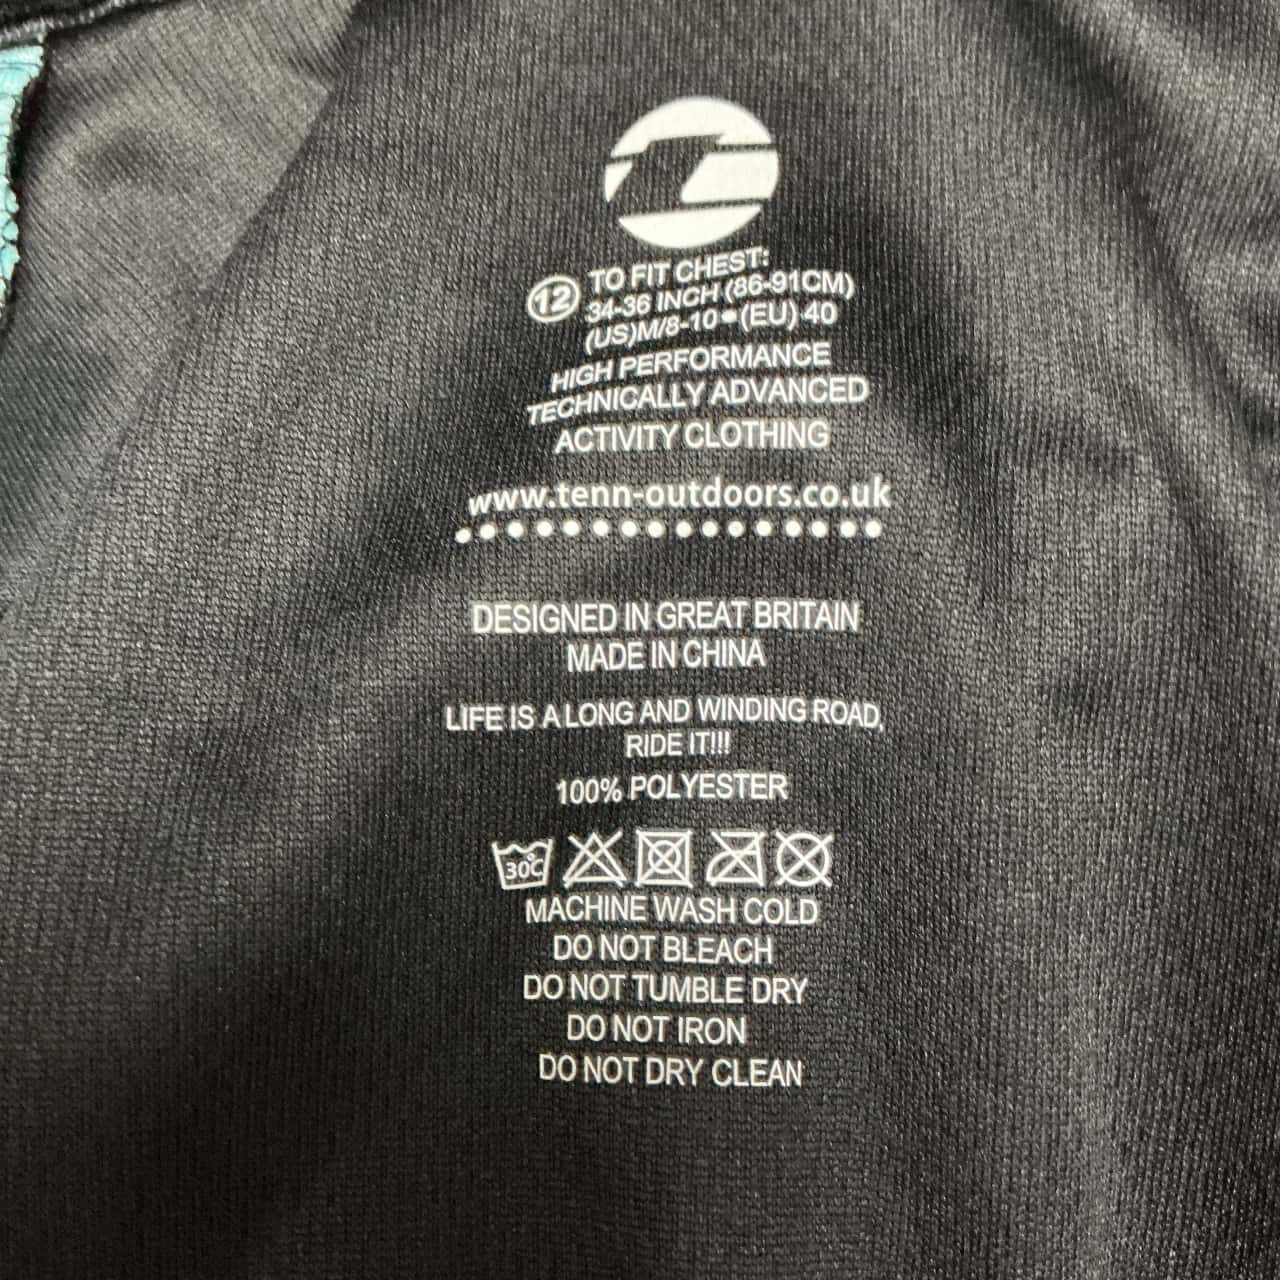 12 TO FIT CHEST:
34-36 INCH (86-91CM)
(US)M/8-10•(EU) 40
HIGH PERFORMANCE
TECHNICALLY ADVANCED
ACTIVITY CLOTHING
www.tenn-outdoors.co.uk
DESIGNED IN GREAT BRITAIN
MADE IN CHINA
LIFE IS A LONG AND WINDING ROAD,
RIDE IT!!!
100% POLYESTER
30°C
MACHINE WASH COLD
DO NOT BLEACH
DO NOT TUMBLE DRY
DO NOT IRON
DO NOT DRY CLEAN